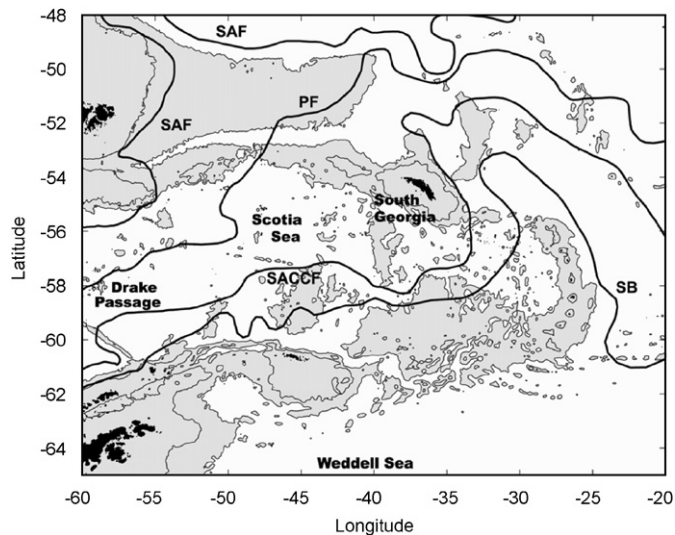 -48
SAF
-50
PF
SAF
-52
Latitude
-54
South
Georgia
Scotia
Sea
-56
-58
SACCF
Drake
Passage
SB
-60
-62
-64
Weddell Sea
-60 -55 -50 -45 -40 -35 -30 -25 -20
Longitude